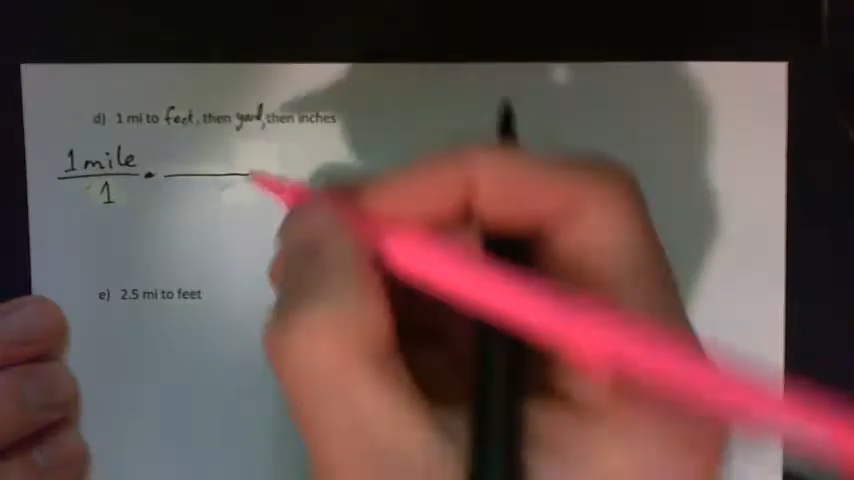 d) 1 mi to feet, then yard, then inches
1 mile
1
e) 2.5 mi to feet